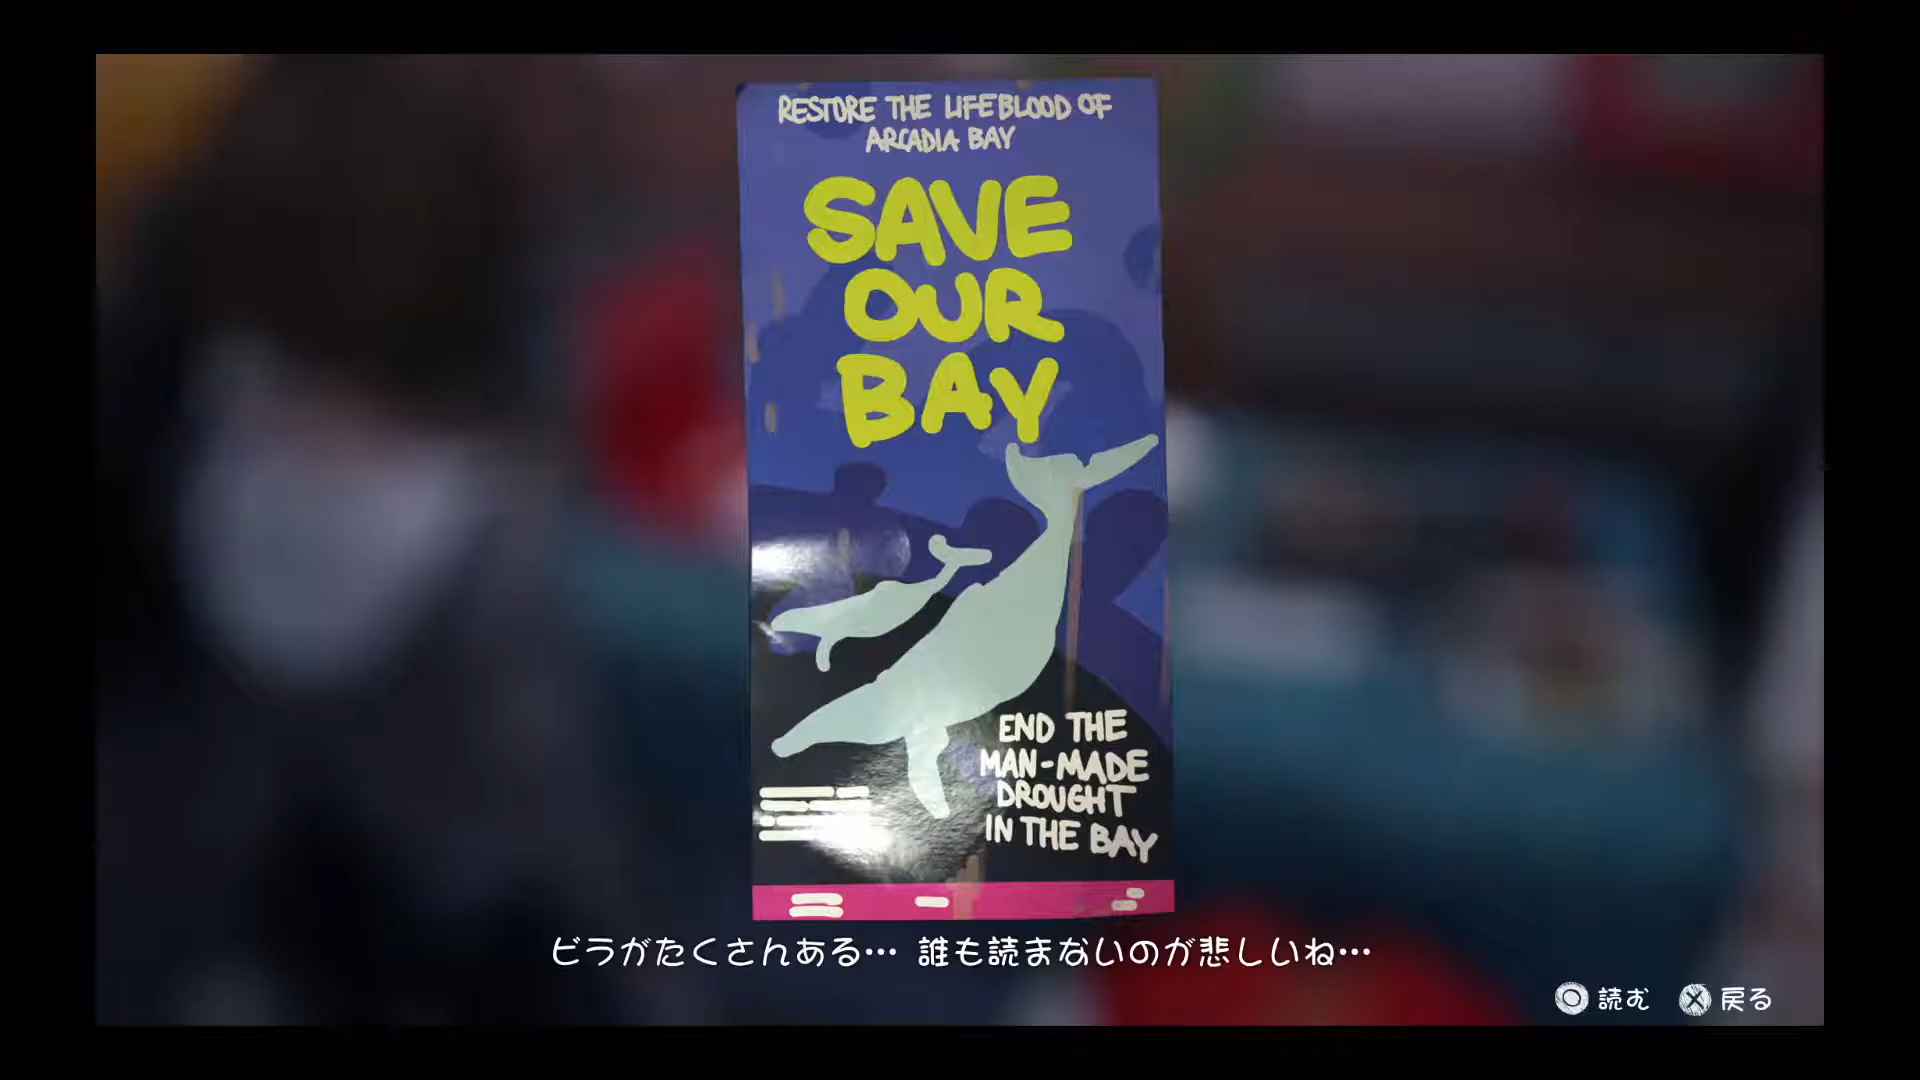 RESTORE THE LIFEBLOOD OF
ARCADIA BAY
SAVE
OUR
BAY
END THE
MAN-MADE
DROUGHT
IN THE BAY
ビラがたくさんある… 誰も読まないのが悲しいね…
読む 戻る